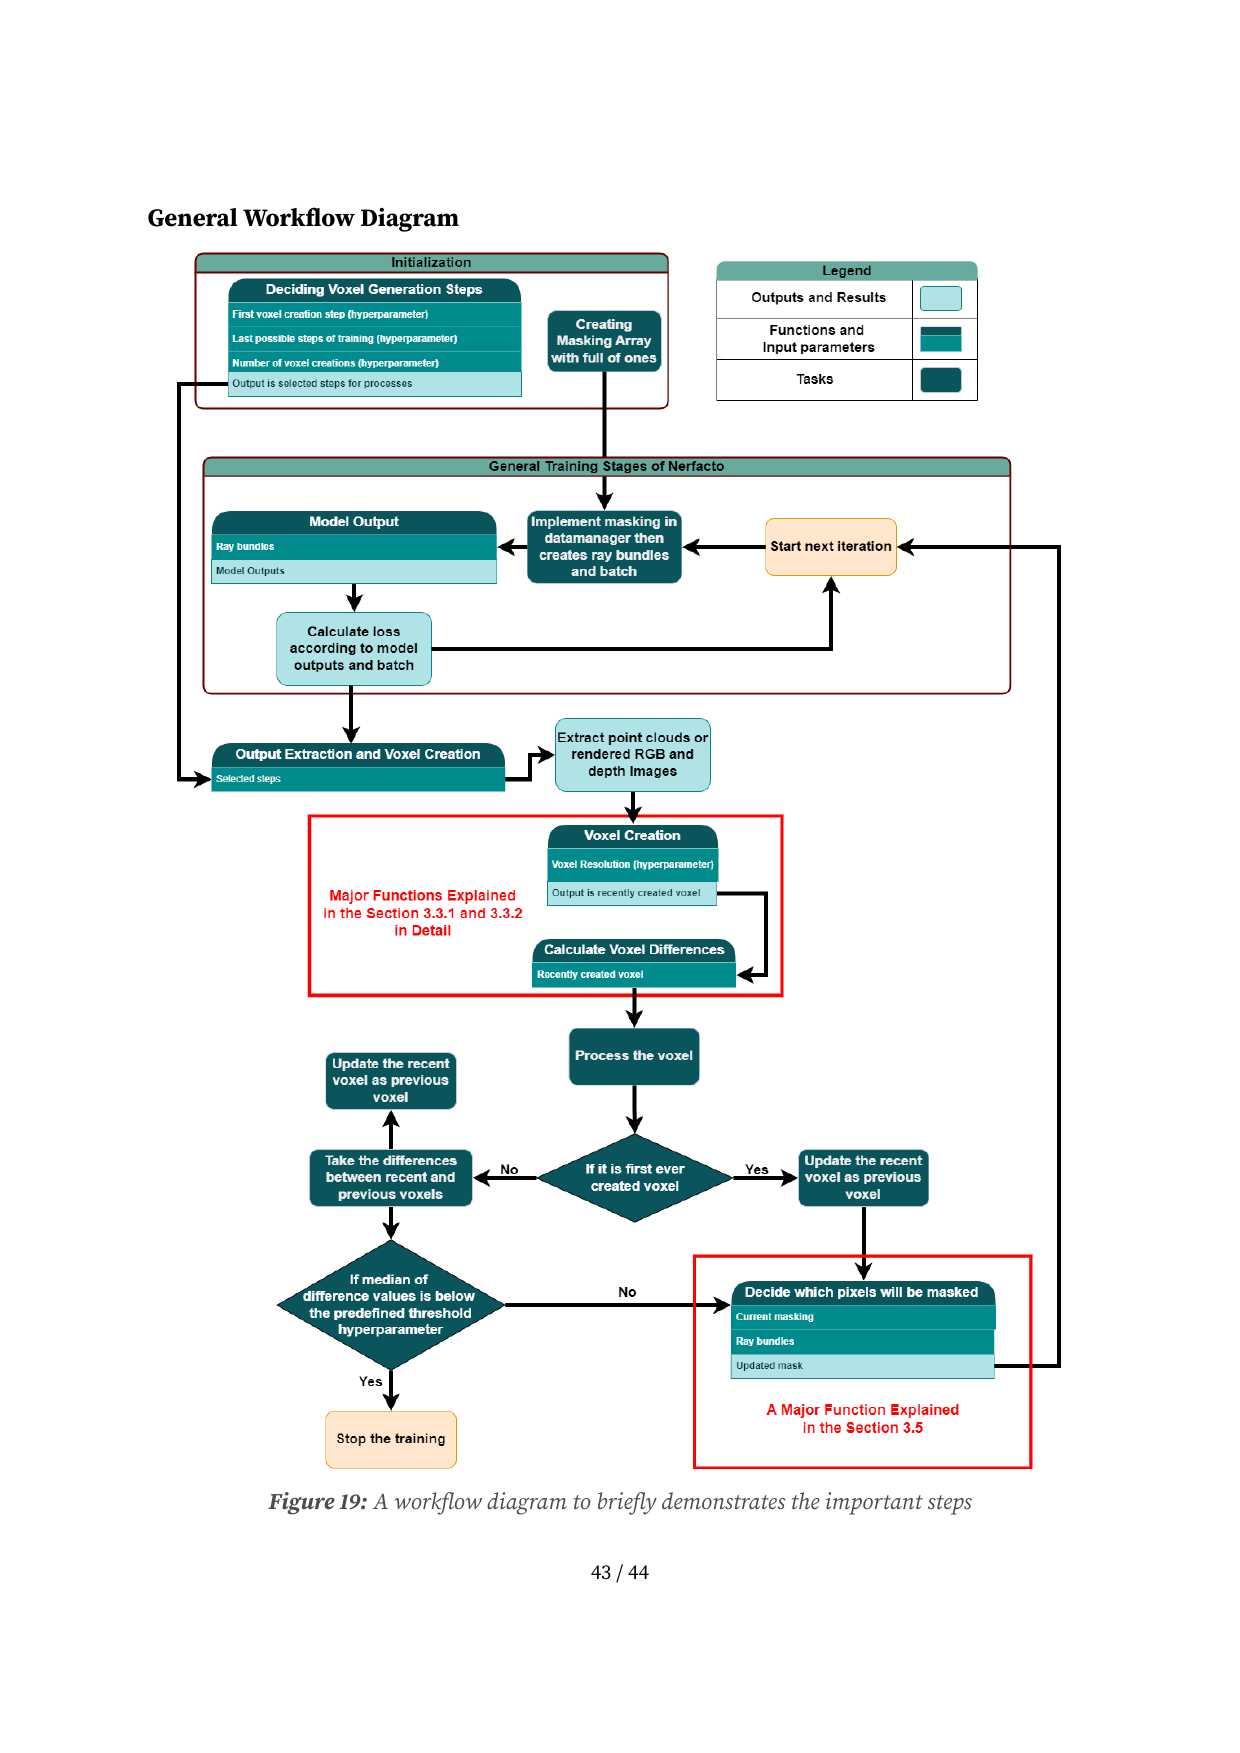 General Workflow Diagram
Initialization
Deciding Voxel Generation Steps
First voxel creation step (hyperparameter)
Last possible steps of training (hyperparameter)
Number of voxel creations (hyperparameter)
Output is selected steps for processes
Creating
Masking Array
with full of ones
Legend
Outputs and Results
Functions and
Input parameters
Tasks
General Training Stages of Nerfacto
Model Output
Ray bundles
Model Outputs
Implement masking in
datamanager then
creates ray bundles
and batch
Start next iteration
Calculate loss
according to model
outputs and batch
Output Extraction and Voxel Creation
Selected steps
Extract point clouds or
rendered RGB and
depth images
Major Functions Explained
in the Section 3.3.1 and 3.3.2
in Detail
Voxel Creation
Voxel Resolution (hyperparameter)
Output is recently created voxel
Calculate Voxel Differences
Recently created voxel
Process the voxel
Update the recent
voxel as previous
voxel
Take the differences
between recent and
previous voxels
No
If it is first ever
created voxel
Yes
Update the recent
voxel as previous
voxel
If median of
difference values is below
the predefined threshold
hyperparameter
No
Decide which pixels will be masked
Current masking
Ray bundles
Updated mask
Yes
A Major Function Explained
in the Section 3.5
Stop the training
Figure 19: A workflow diagram to briefly demonstrates the important steps
43 / 44